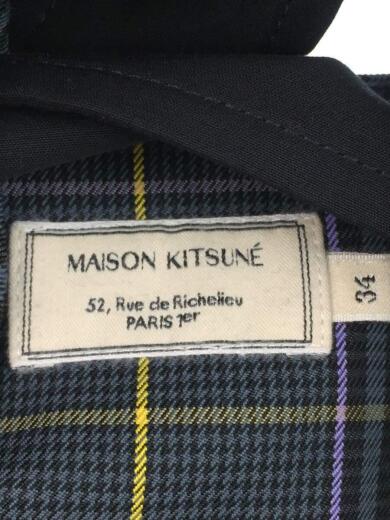 MAISON KITSUNÉ
52, Rue de Richelieu
PARIS 1er
34